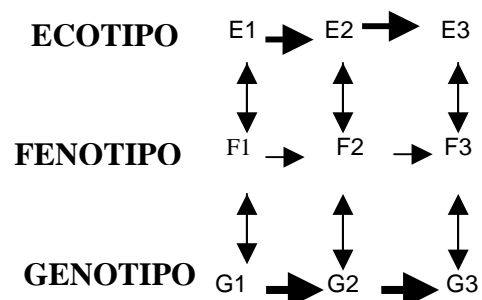 ECOTIPO E1 E2 E3
FENOTIPO F1 F2 F3
GENOTIPO G1 G2 G3